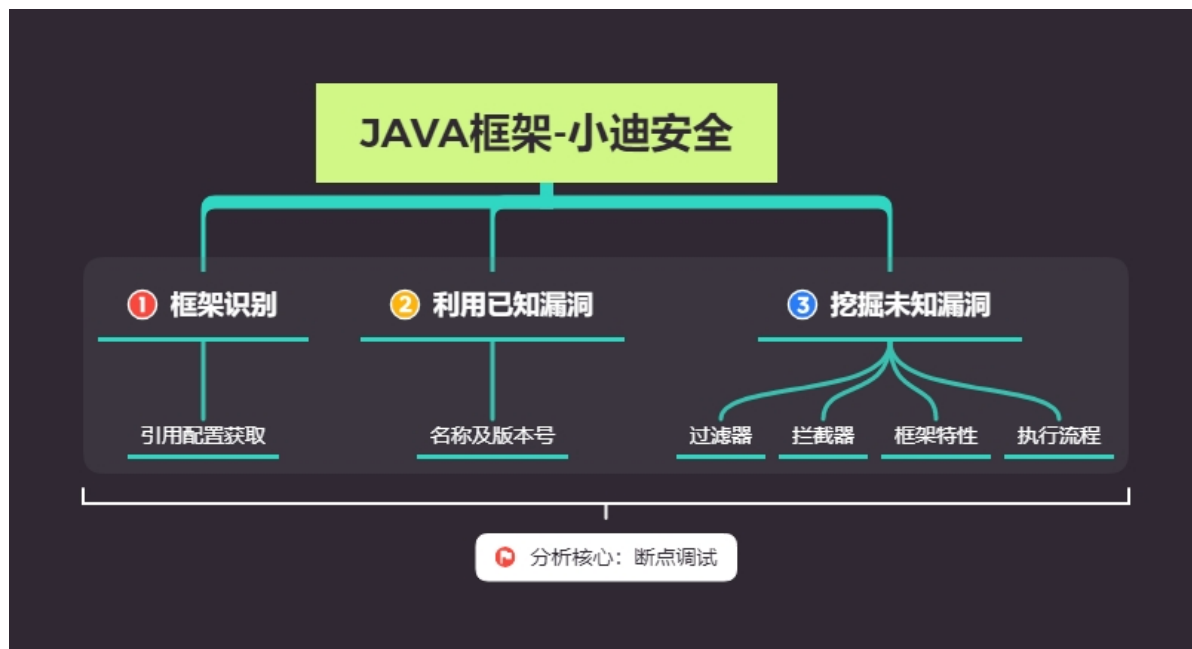 JAVA框架-小迪安全
1 框架识别
2 利用已知漏洞
3 挖掘未知漏洞
引用配置获取
名称及版本号
过滤器
拦截器
框架特性
执行流程
分析核心：断点调试